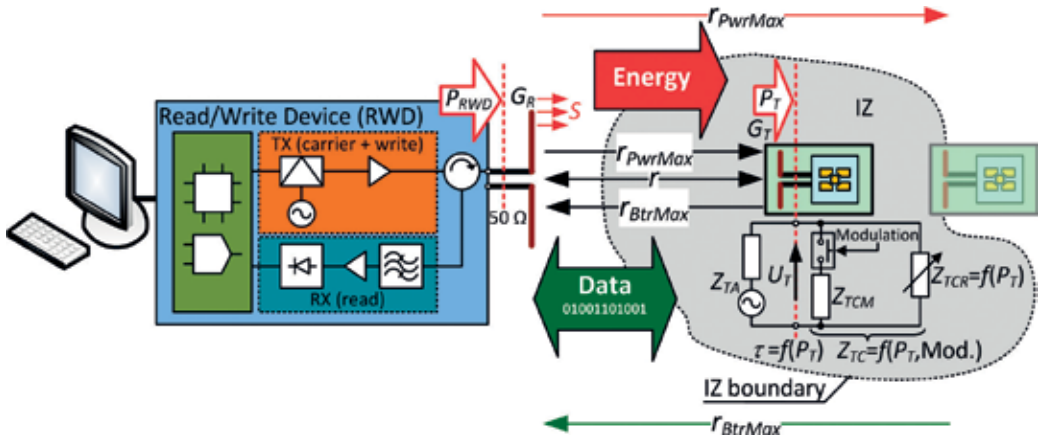 r_PwrMax
Energy
P_RWD
G_R
S
P_T
IZ
Read/Write Device (RWD)
TX (carrier + write)
G_T
r_PwrMax
r
r_BtrMax
50 Ω
Modulation
Z_TA
U_T
Z_TCM
Z_TCR=f(P_T)
Data
01001101001
RX (read)
τ=f(P_T)
Z_TC=f(P_T,Mod.)
IZ boundary
r_BtrMax